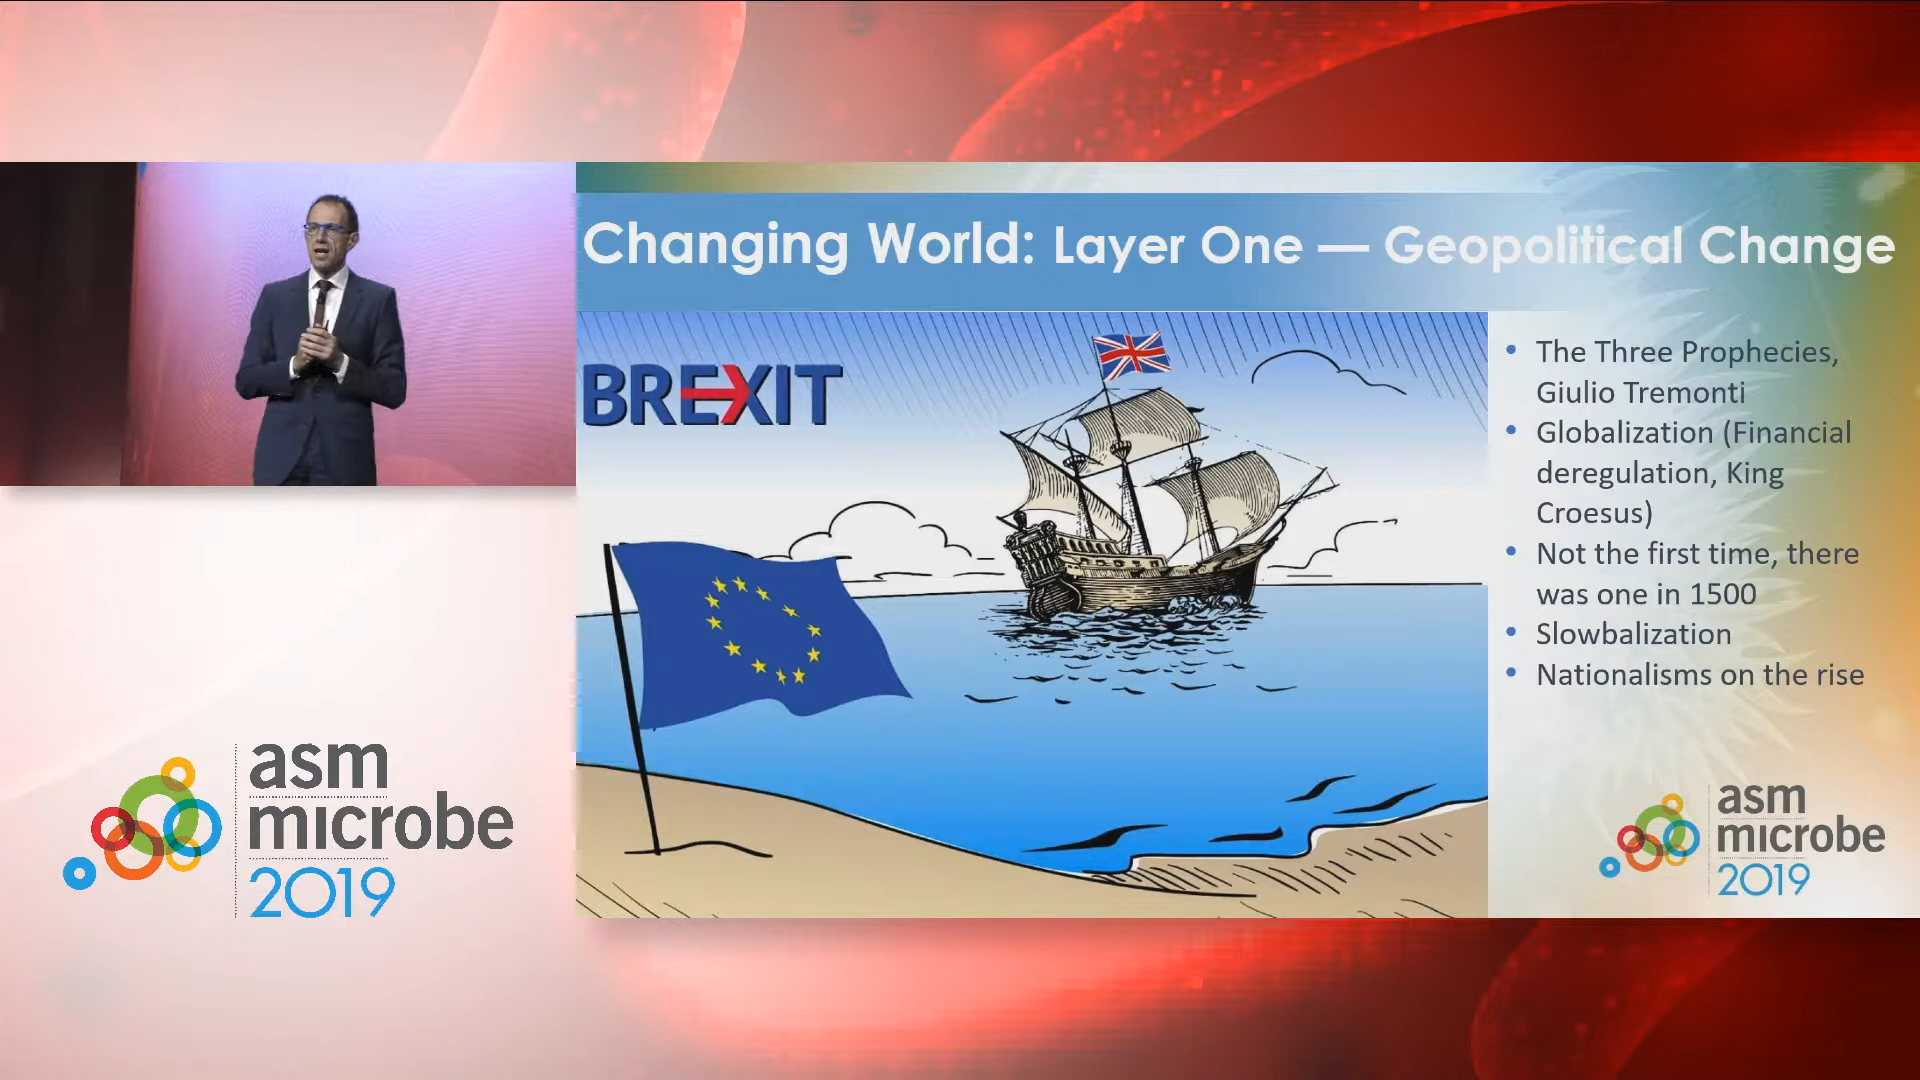 Changing World: Layer One — Geopolitical Change
BREXIT
• The Three Prophecies,
Giulio Tremonti
• Globalization (Financial
deregulation, King
Croesus)
• Not the first time, there
was one in 1500
• Slowbalization
• Nationalisms on the rise
asm
microbe
2019
asm
microbe
2019